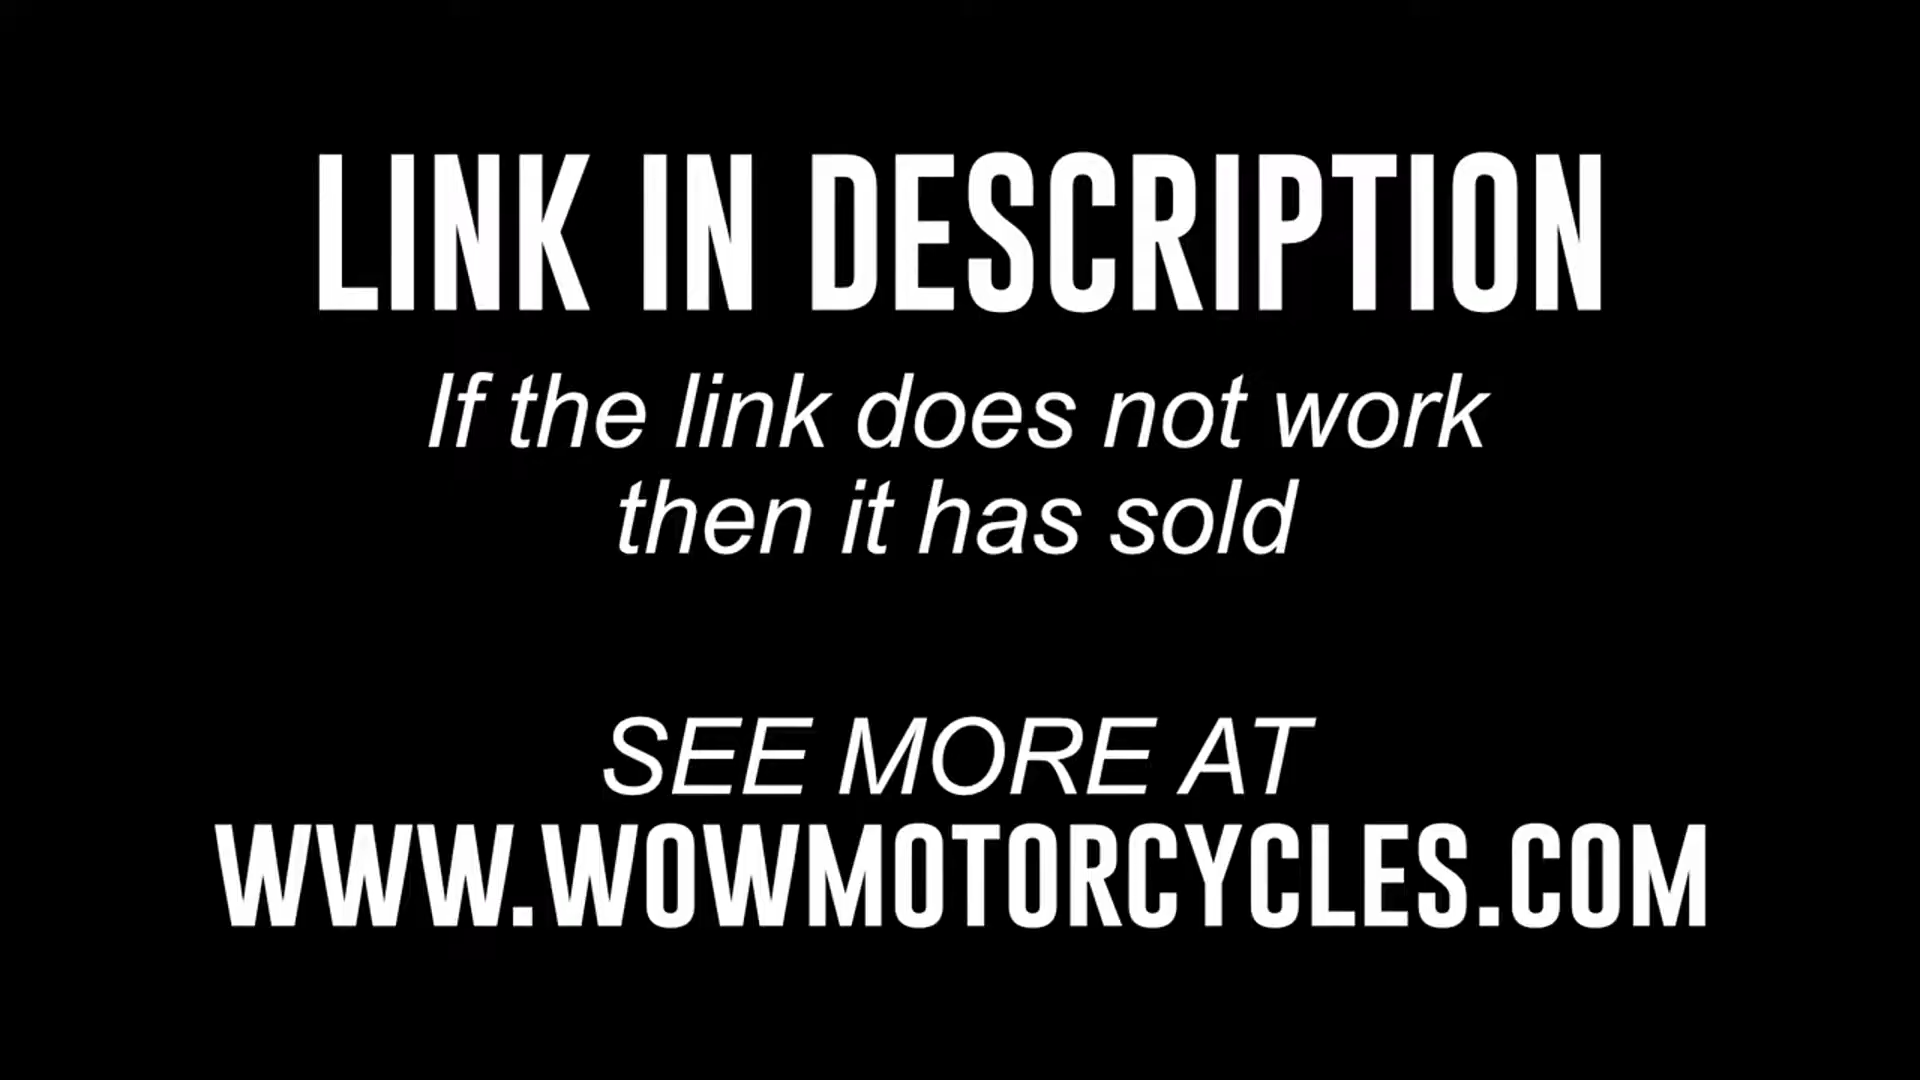 LINK IN DESCRIPTION
If the link does not work
then it has sold
SEE MORE AT
WWW.WOWMOTORCYCLES.COM